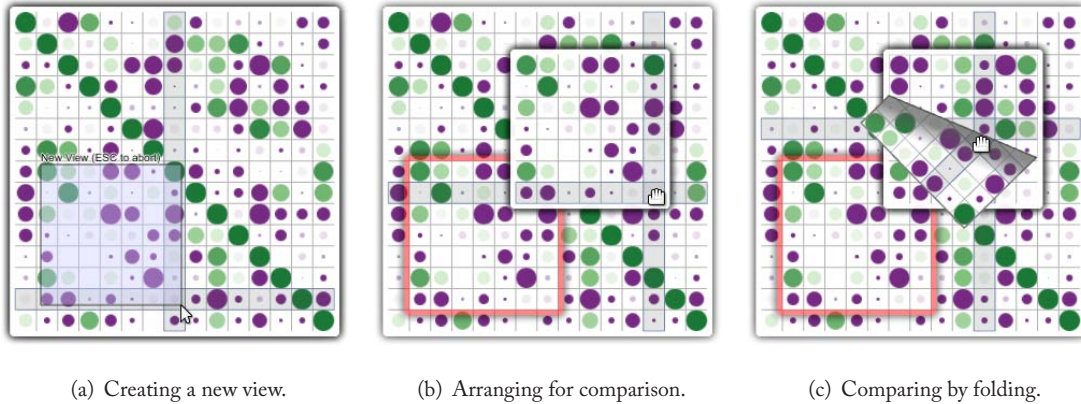 New View (ESC to abort)
(a) Creating a new view.
(b) Arranging for comparison.
(c) Comparing by folding.